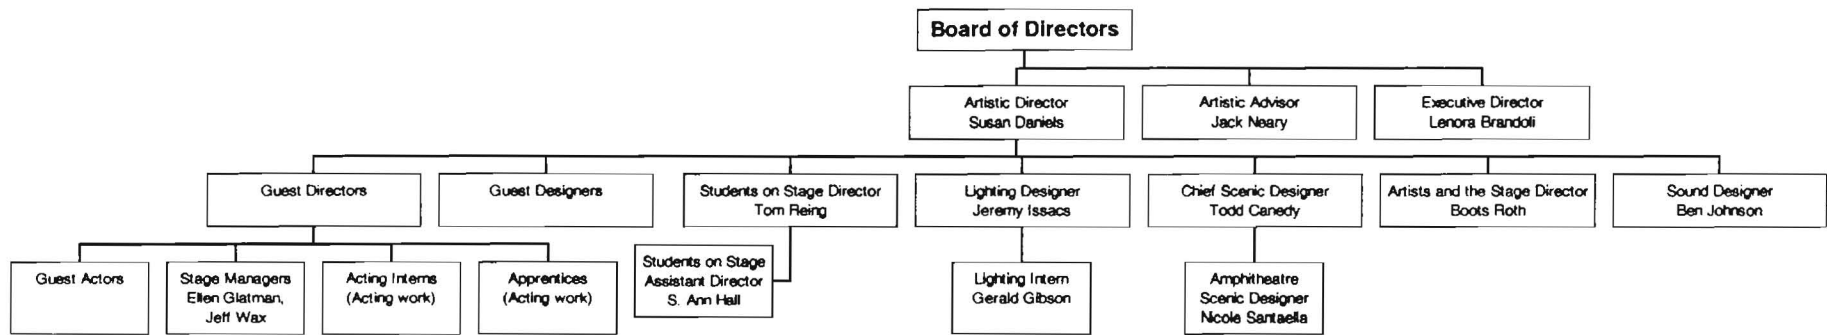 Board of Directors
Artistic Director
Susan Daniels
Artistic Advisor
Jack Neary
Executive Director
Lenora Brandoli
Guest Directors
Guest Designers
Students on Stage Director
Tom Reing
Lighting Designer
Jeremy Issacs
Chief Scenic Designer
Todd Canedy
Artists and the Stage Director
Boots Roth
Sound Designer
Ben Johnson
Guest Actors
Stage Managers
Ellen Glatman,
Jeff Wax
Acting Interns
(Acting work)
Apprentices
(Acting work)
Students on Stage
Assistant Director
S. Ann Hall
Lighting Intern
Gerald Gibson
Amphitheatre
Scenic Designer
Nicole Santaella